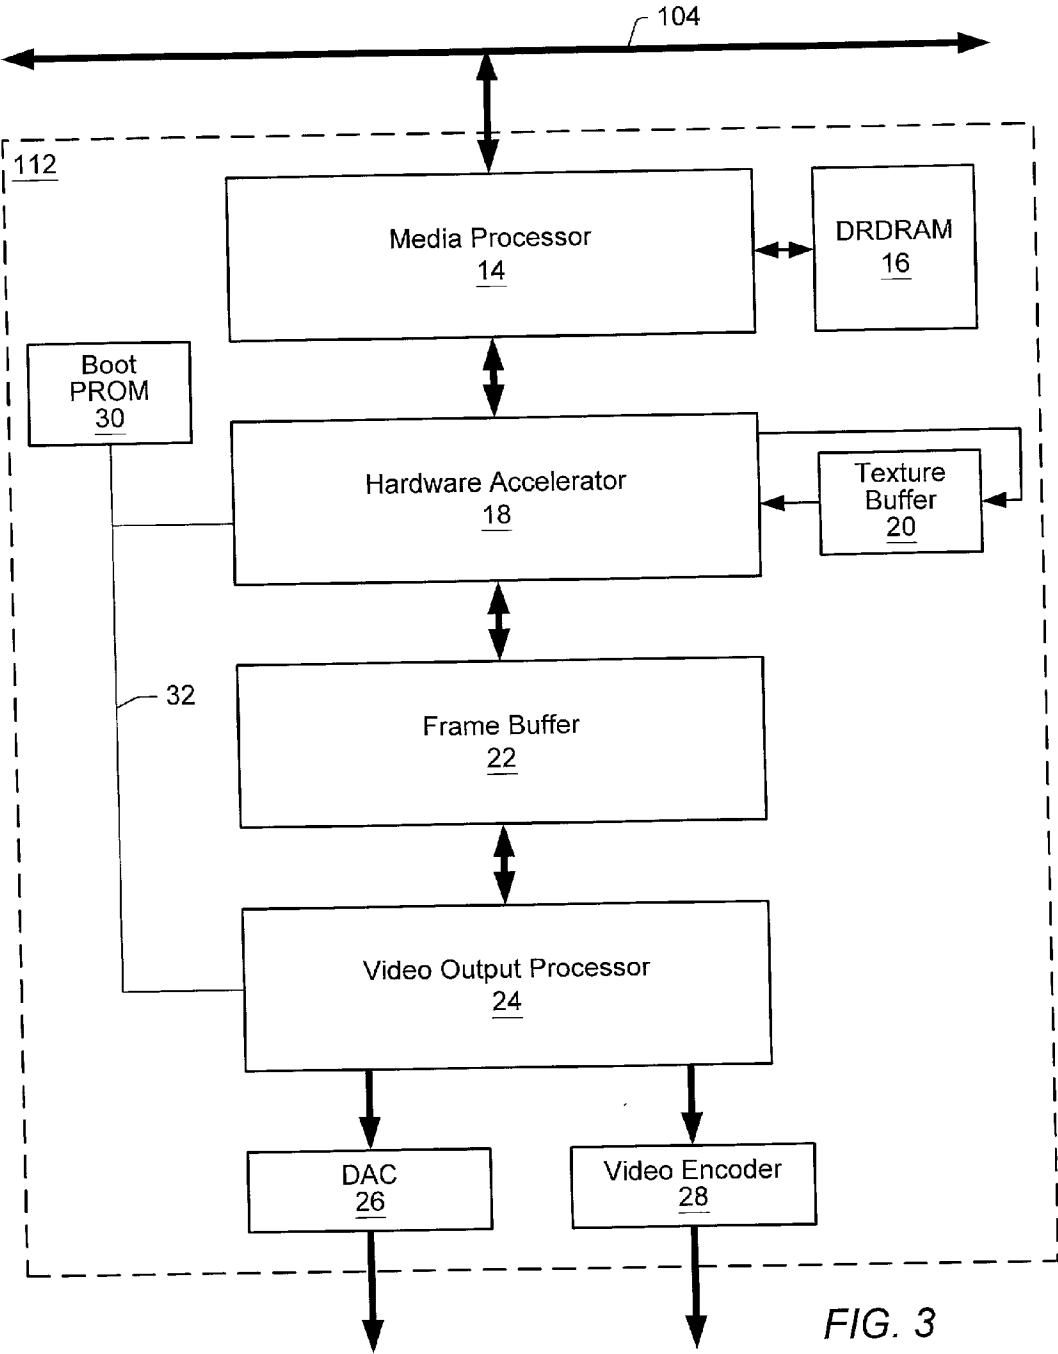 104
112
Media Processor
14
DRDRAM
16
Boot
PROM
30
Hardware Accelerator
18
Texture
Buffer
20
32
Frame Buffer
22
Video Output Processor
24
DAC
26
Video Encoder
28
FIG. 3